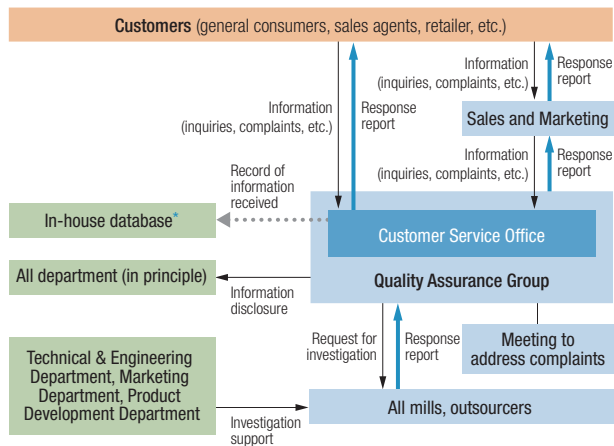 Customers (general consumers, sales agents, retailer, etc.)
Information
(inquiries, complaints, etc.)
Response
report
Information
(inquiries, complaints, etc.)
Response
report
Sales and Marketing
Information
(inquiries, complaints, etc.)
Response
report
Record of
information
received
In-house database*
Customer Service Office
Quality Assurance Group
All department (in principle)
Information
disclosure
Request for
investigation
Response
report
Meeting to
address complaints
Technical & Engineering
Department, Marketing
Department, Product
Development Department
Investigation
support
All mills, outsourcers